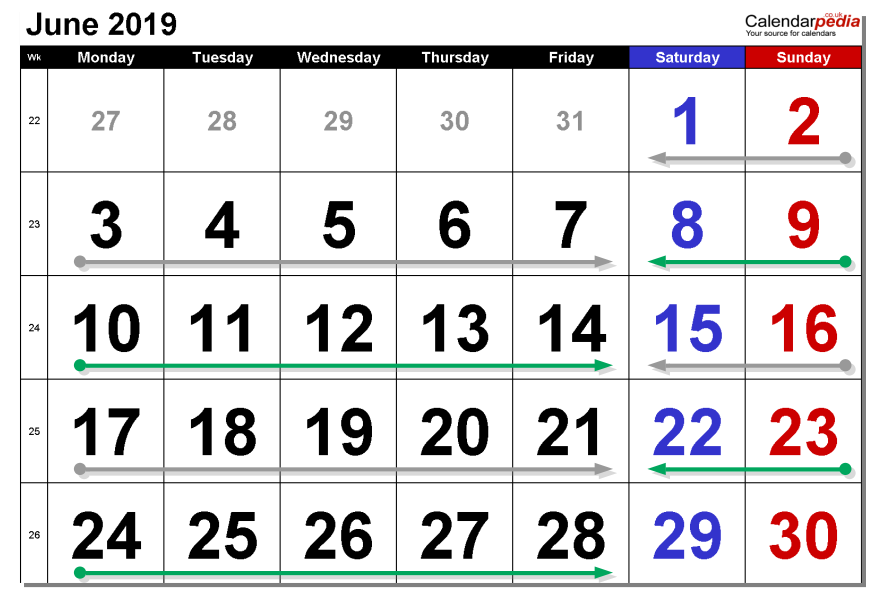 June 2019
Calendarpedia
co.uk
Your source for calendars
Wk Monday Tuesday Wednesday Thursday Friday Saturday Sunday
22 27 28 29 30 31 1 2
23 3 4 5 6 7 8 9
24 10 11 12 13 14 15 16
25 17 18 19 20 21 22 23
26 24 25 26 27 28 29 30